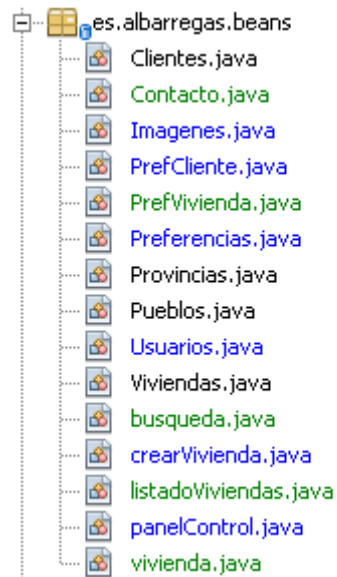 es.albarregas.beans
Clientes.java
Contacto.java
Imagenes.java
PrefCliente.java
PrefVivienda.java
Preferencias.java
Provincias.java
Pueblos.java
Usuarios.java
Viviendas.java
busqueda.java
crearVivienda.java
listadoViviendas.java
panelControl.java
vivienda.java